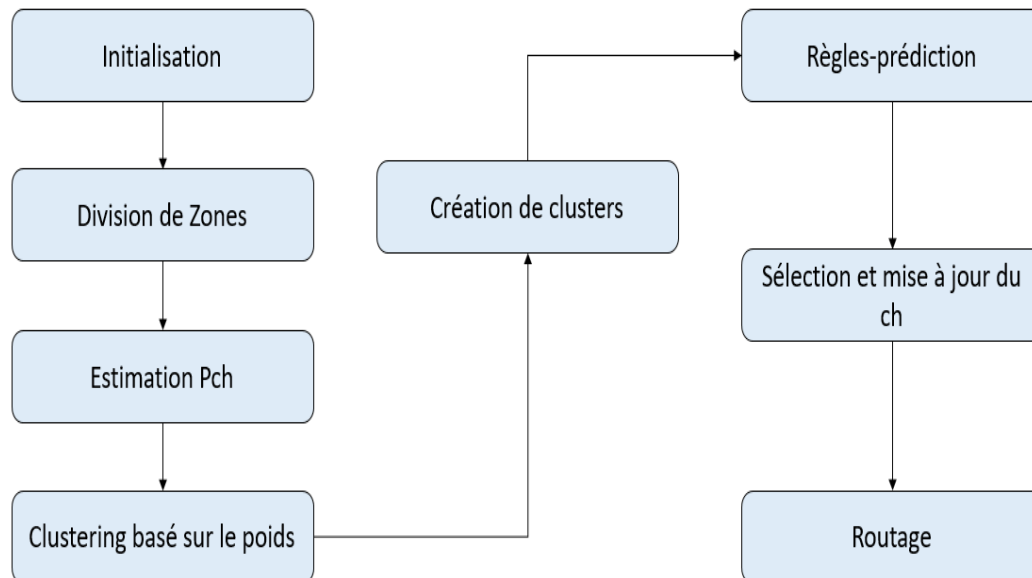 Initialisation
Division de Zones
Estimation Pch
Clustering basé sur le poids
Création de clusters
Règles-prédiction
Sélection et mise à jour du
ch
Routage